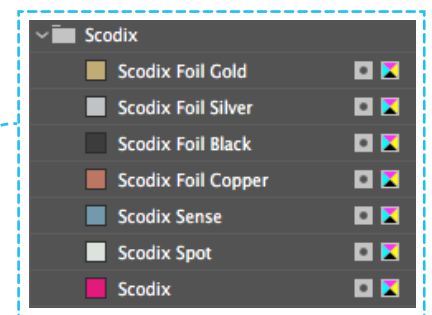 Scodix
Scodix Foil Gold
Scodix Foil Silver
Scodix Foil Black
Scodix Foil Copper
Scodix Sense
Scodix Spot
Scodix